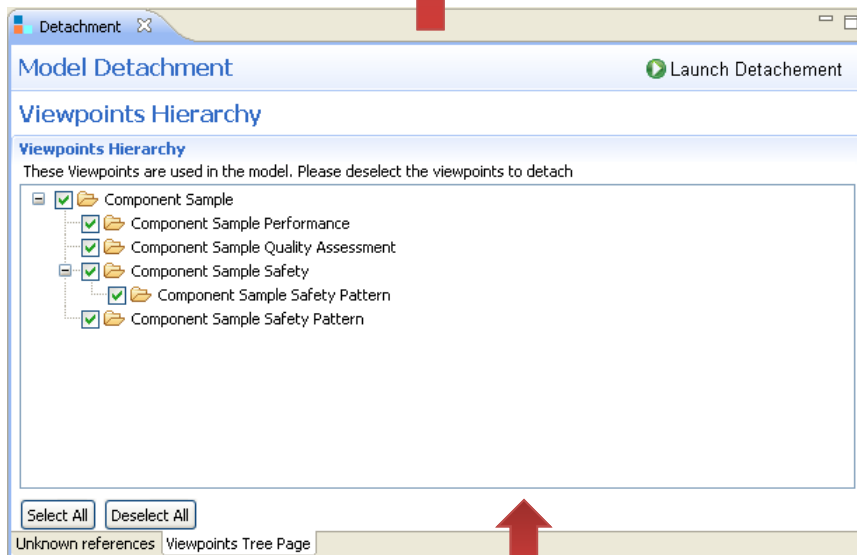 Detachment
Model Detachment
Launch Detachement
Viewpoints Hierarchy
Viewpoints Hierarchy
These Viewpoints are used in the model. Please deselect the viewpoints to detach
Component Sample
Component Sample Performance
Component Sample Quality Assessment
Component Sample Safety
Component Sample Safety Pattern
Component Sample Safety Pattern
Select All Deselect All
Unknown references Viewpoints Tree Page